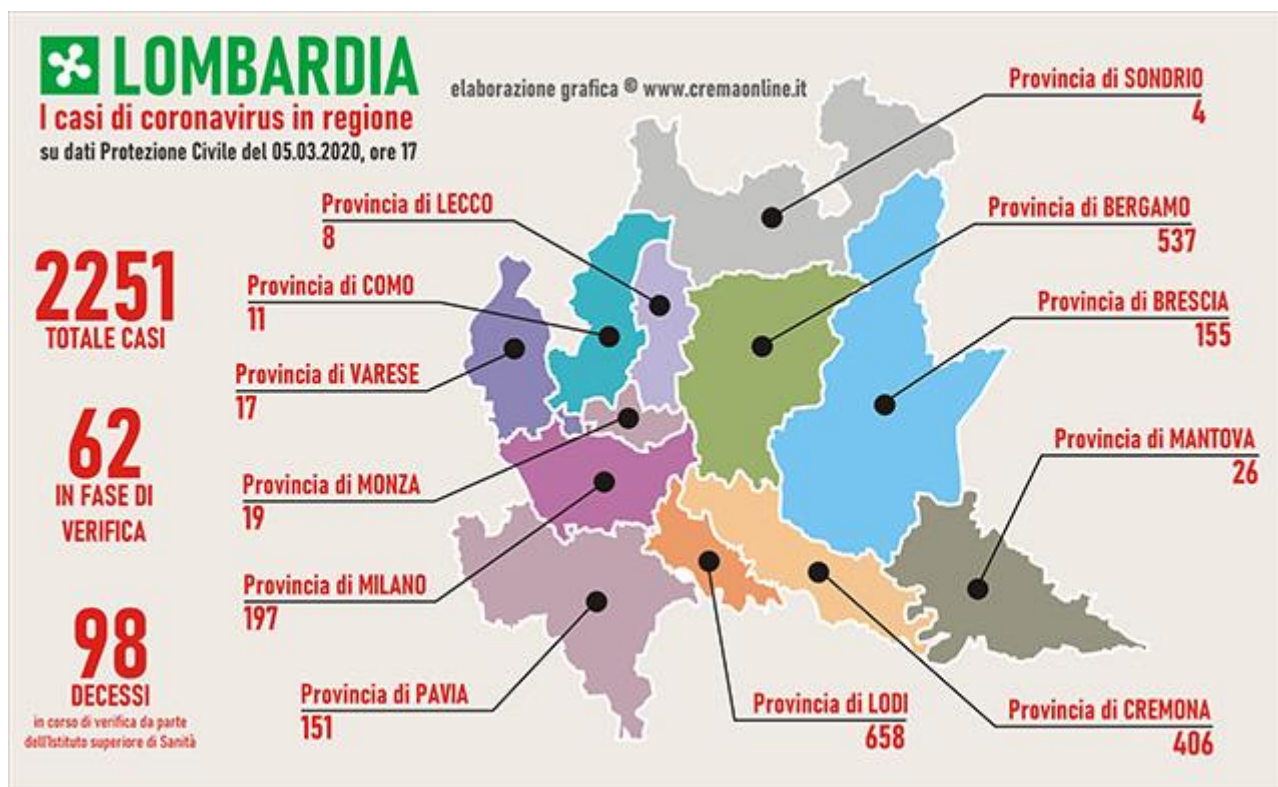 LOMBARDIA
I casi di coronavirus in regione
su dati Protezione Civile del 05.03.2020, ore 17
elaborazione grafica © www.cremaonline.it
2251
TOTALE CASI
62
IN FASE DI
VERIFICA
98
DECESSI
in corso di verifica da parte
dell'Istituto superiore di Sanità
Provincia di LECCO
8
Provincia di COMO
11
Provincia di VARESE
17
Provincia di MONZA
19
Provincia di MILANO
197
Provincia di PAVIA
151
Provincia di SONDRIO
4
Provincia di BERGAMO
537
Provincia di BRESCIA
155
Provincia di MANTOVA
26
Provincia di LODI
658
Provincia di CREMONA
406